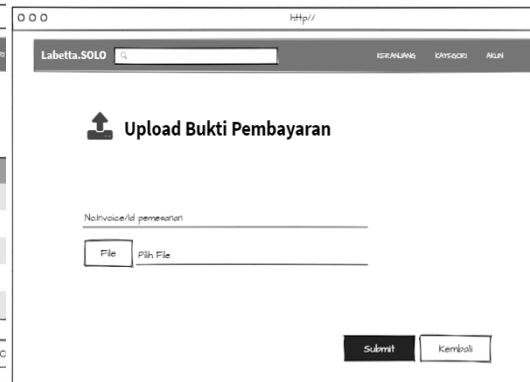 http//
Labetta.SOLO KERANJANG KATEGORI AKUN
Upload Bukti Pembayaran
No.Invoice/Id pemesanan
File Pilih File
Submit Kembali